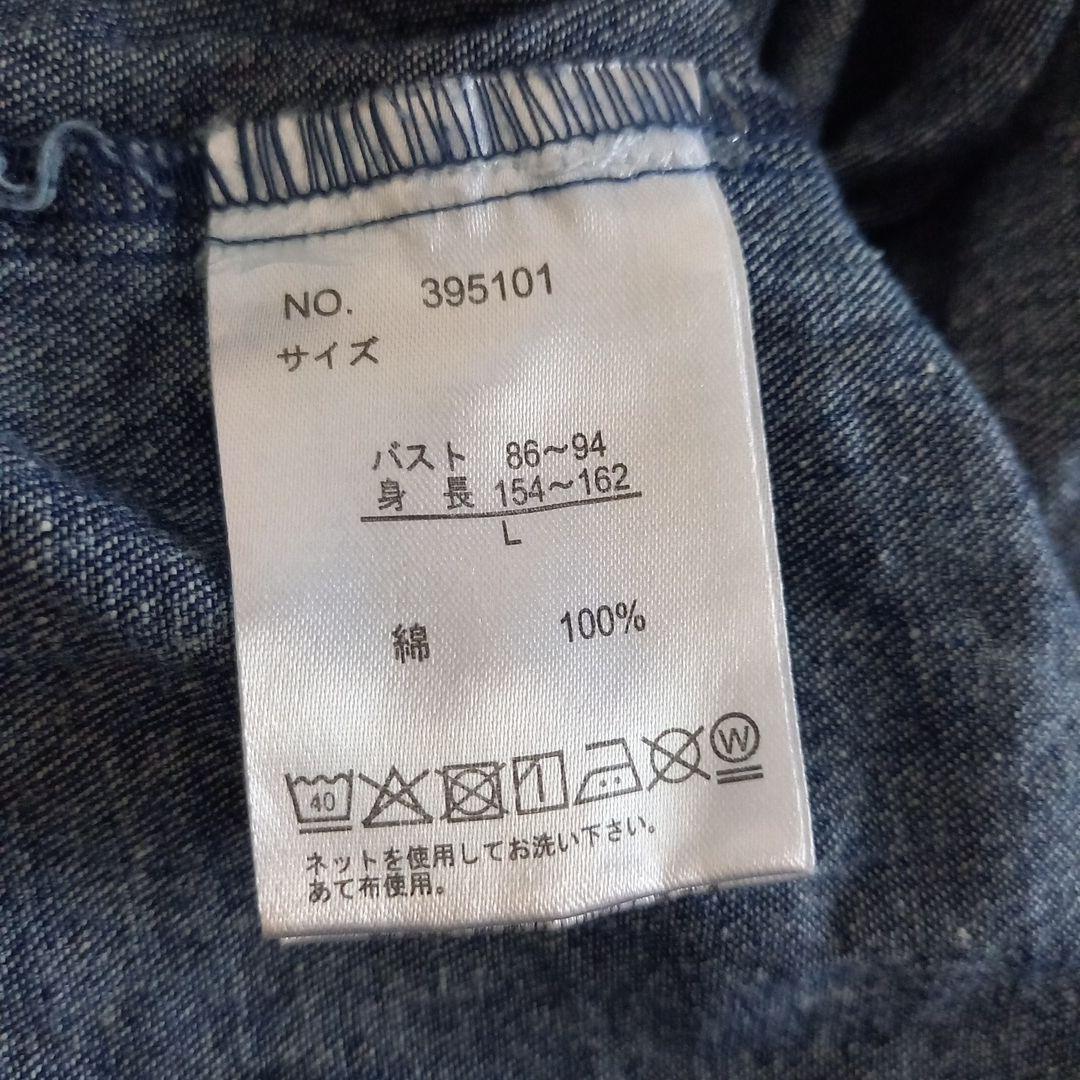 NO. 395101
サイズ
バスト 86～94
身 長 154～162
L
綿 100%
40 W
ネットを使用してお洗い下さい。
あて布使用。